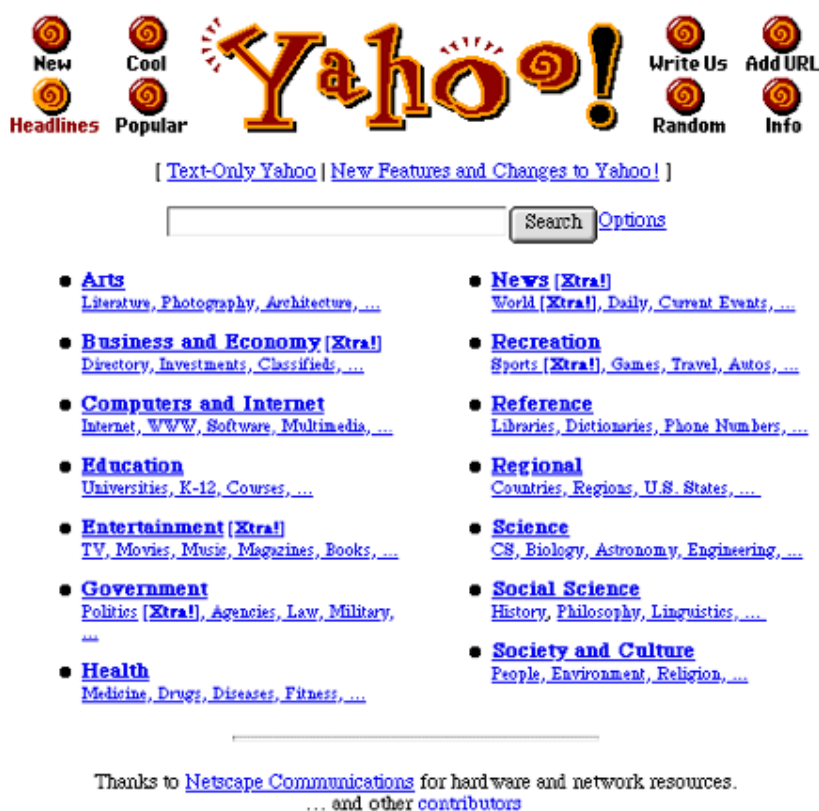 New Cool Yahoo! Write Us Add URL
Headlines Popular Random Info
[ Text-Only Yahoo | New Features and Changes to Yahoo! ]
Search Options
Arts
Literature, Photography, Architecture, ...
Business and Economy [Xtra!]
Directory, Investments, Classifieds, ...
Computers and Internet
Internet, WWW, Software, Multimedia, ...
Education
Universities, K-12, Courses, ...
Entertainment [Xtra!]
TV, Movies, Music, Magazines, Books, ...
Government
Politics [Xtra!], Agencies, Law, Military,
...
Health
Medicine, Drugs, Diseases, Fitness, ...
News [Xtra!]
World [Xtra!], Daily, Current Events, ...
Recreation
Sports [Xtra!], Games, Travel, Autos, ...
Reference
Libraries, Dictionaries, Phone Numbers, ...
Regional
Countries, Regions, U.S. States, ...
Science
CS, Biology, Astronomy, Engineering, ...
Social Science
History, Philosophy, Linguistics, ...
Society and Culture
People, Environment, Religion, ...
Thanks to Netscape Communications for hardware and network resources.
... and other contributors